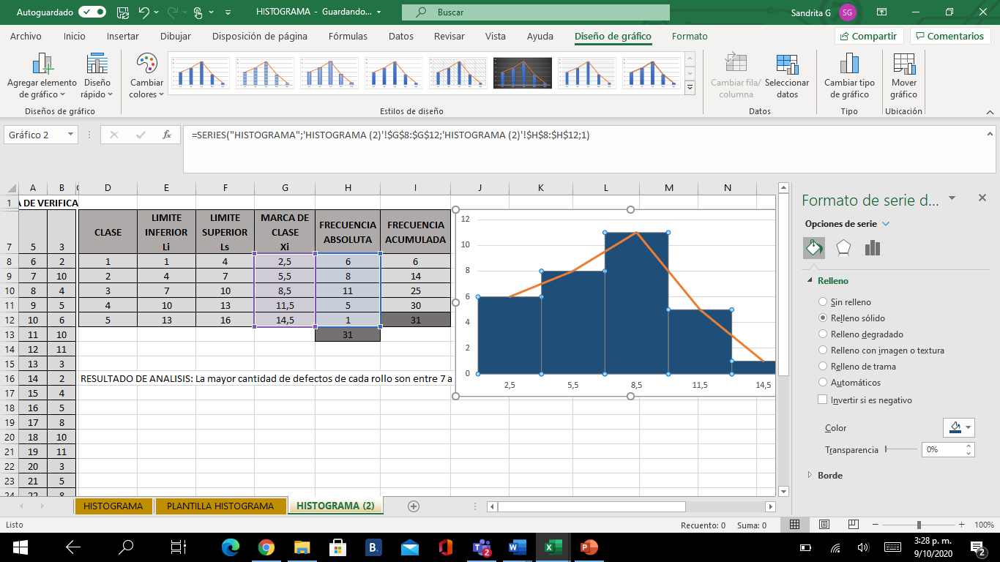 Autoguardado
HISTOGRAMA - Guardando...
Buscar
Sandrita G
SG
Archivo Inicio Insertar Dibujar Disposición de página Fórmulas Datos Revisar Vista Ayuda Diseño de gráfico Formato
Compartir
Comentarios
Agregar elemento de gráfico
Diseño rápido
Cambiar colores
Cambiar fila/columna
Seleccionar datos
Cambiar tipo de gráfico
Mover gráfico
Diseños de gráfico
Estilos de diseño
Datos
Tipo
Ubicación
Gráfico 2
fx
=SERIES("HISTOGRAMA";'HISTOGRAMA (2)'!$G$8:$G$12;'HISTOGRAMA (2)'!$H$8:$H$12;1)
A B D E F G H I J K L M N
1 A DE VERIFICA
7 5 3 CLASE LIMITE INFERIOR Li LIMITE SUPERIOR Ls MARCA DE CLASE Xi FRECUENCIA ABSOLUTA FRECUENCIA ACUMULADA
8 6 2 1 1 4 2,5 6 6
9 7 10 2 4 7 5,5 8 14
10 8 4 3 7 10 8,5 11 25
11 9 5 4 10 13 11,5 5 30
12 10 6 5 13 16 14,5 1 31
13 11 10 31
14 12 11
15 13 3
16 14 2 RESULTADO DE ANALISIS: La mayor cantidad de defectos de cada rollo son entre 7 a
17 15 4
18 16 5
19 17 8
20 18 10
21 19 11
22 20 3
23 21 5
24 22 8
12
10
8
6
4
2
0
2,5 5,5 8,5 11,5 14,5
Formato de serie d...
Opciones de serie
Relleno
Sin relleno
Relleno sólido
Relleno degradado
Relleno con imagen o textura
Relleno de trama
Automáticos
Invertir si es negativo
Color
Transparencia 0%
Borde
HISTOGRAMA PLANTILLA HISTOGRAMA HISTOGRAMA (2)
Listo
Recuento: 0 Suma: 0
100%
B.
2
W
X
P
3:28 p. m.
9/10/2020
2